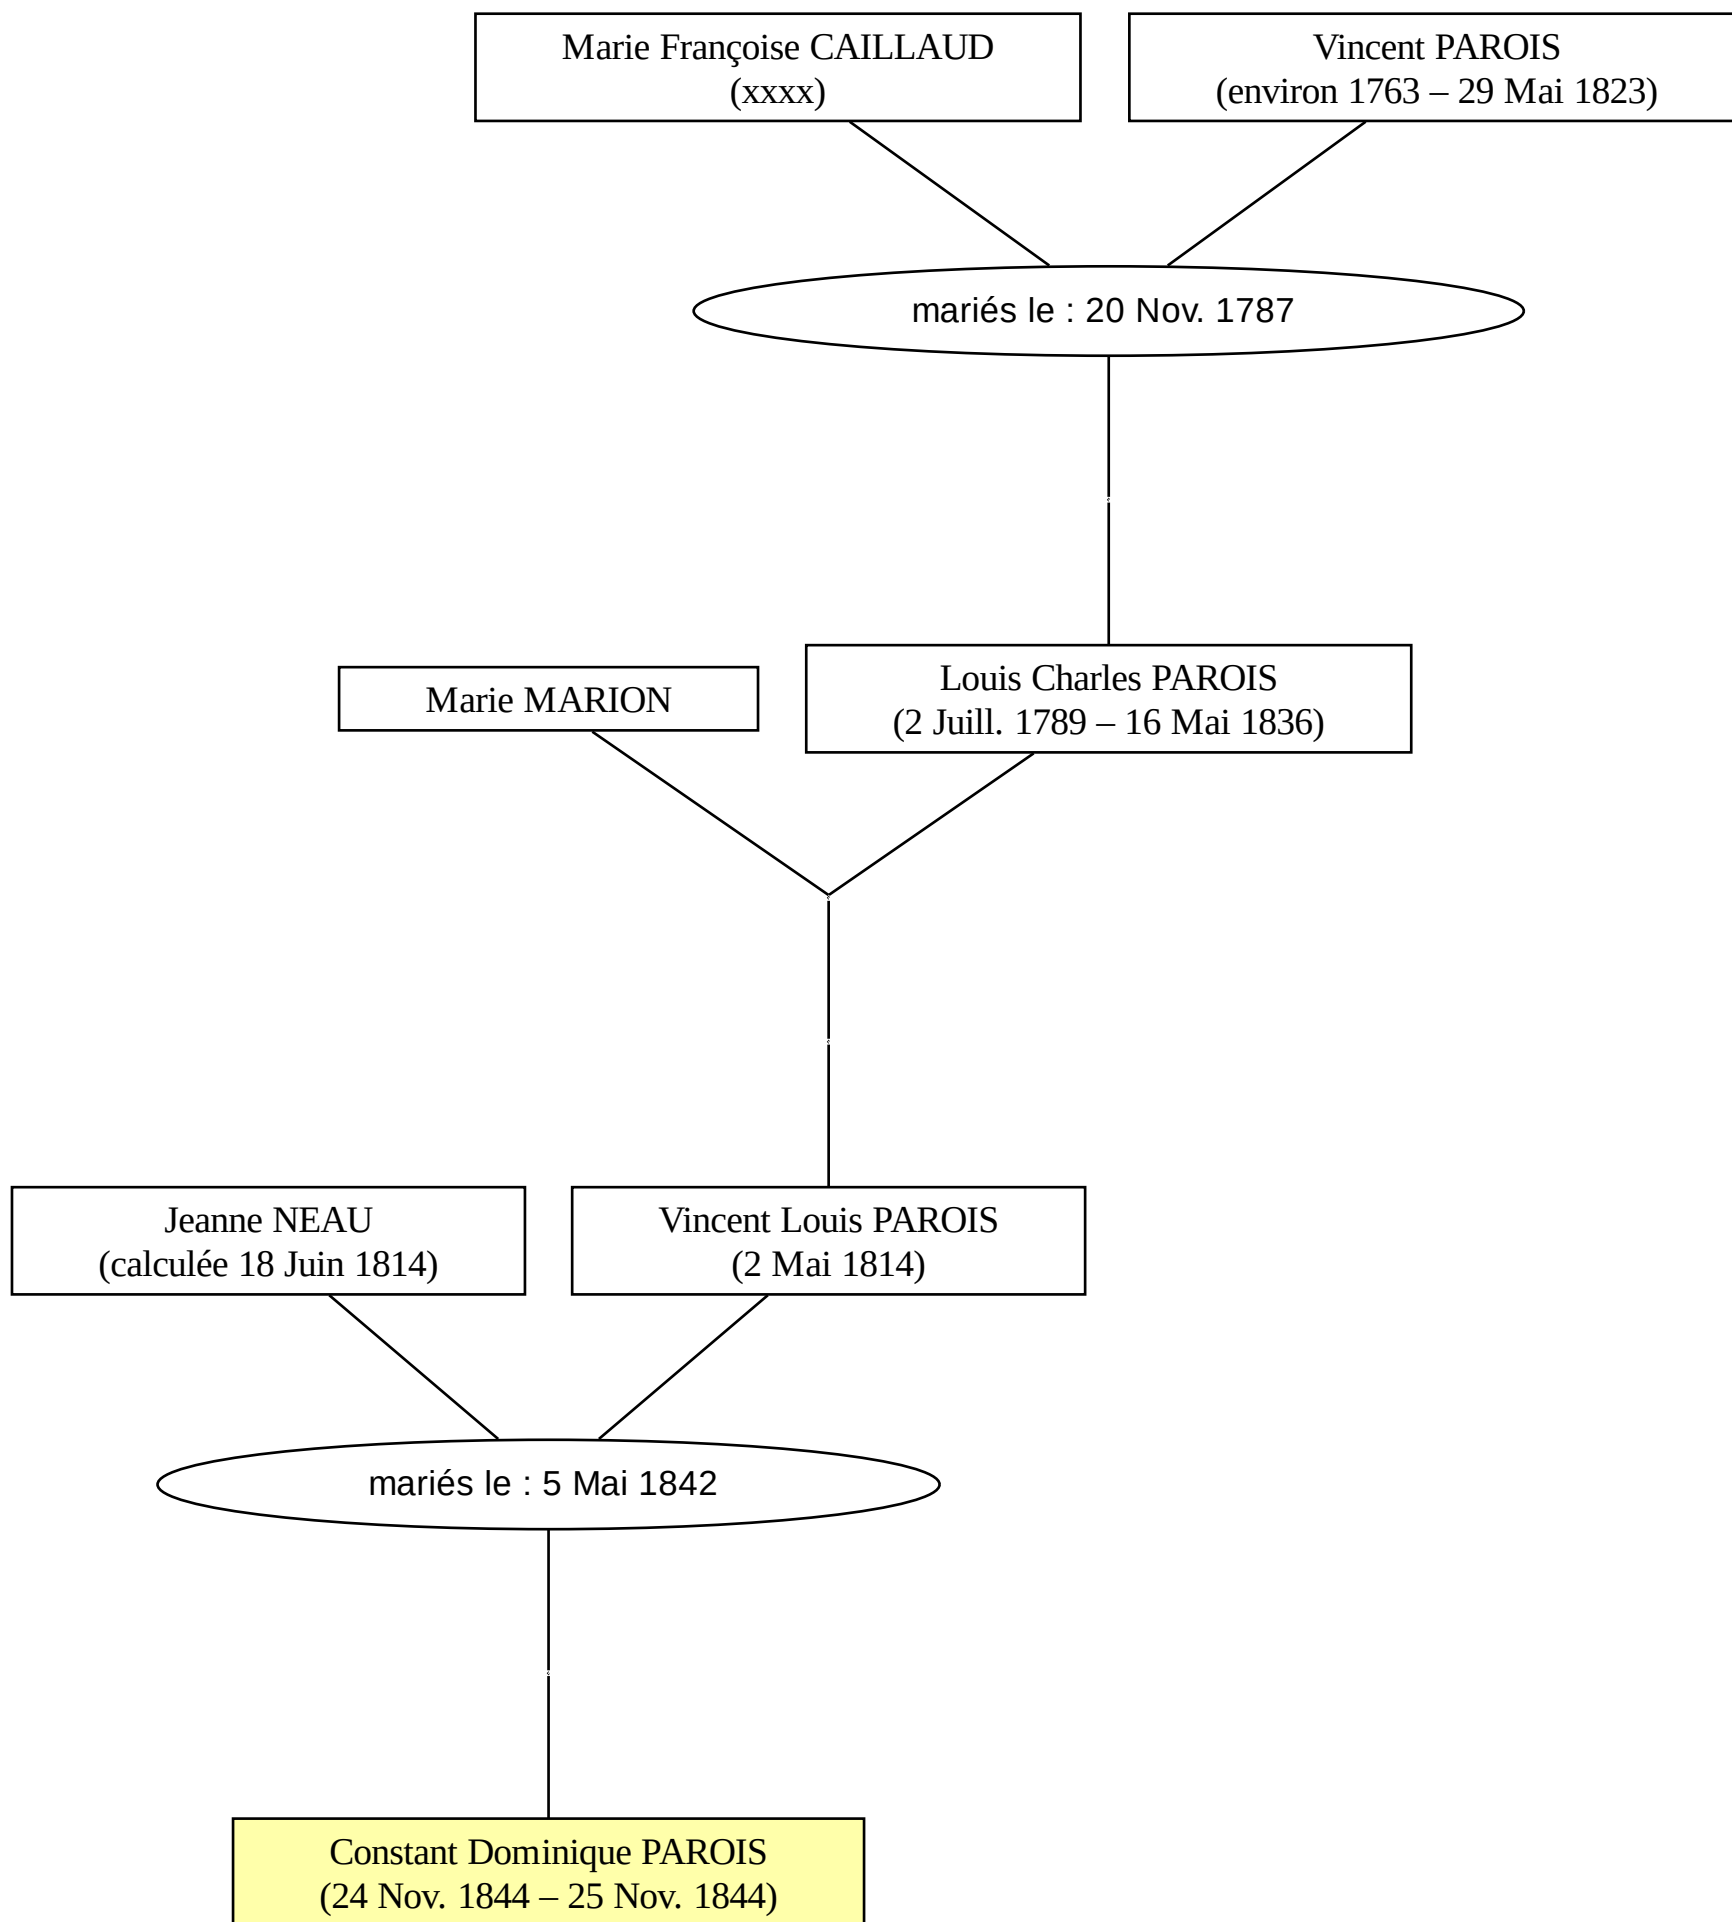 Marie Françoise CAILLAUD
(xxxx)
Vincent PAROIS
(environ 1763 – 29 Mai 1823)
mariés le : 20 Nov. 1787
Marie MARION
Louis Charles PAROIS
(2 Juill. 1789 – 16 Mai 1836)
Jeanne NEAU
(calculée 18 Juin 1814)
Vincent Louis PAROIS
(2 Mai 1814)
mariés le : 5 Mai 1842
Constant Dominique PAROIS
(24 Nov. 1844 – 25 Nov. 1844)